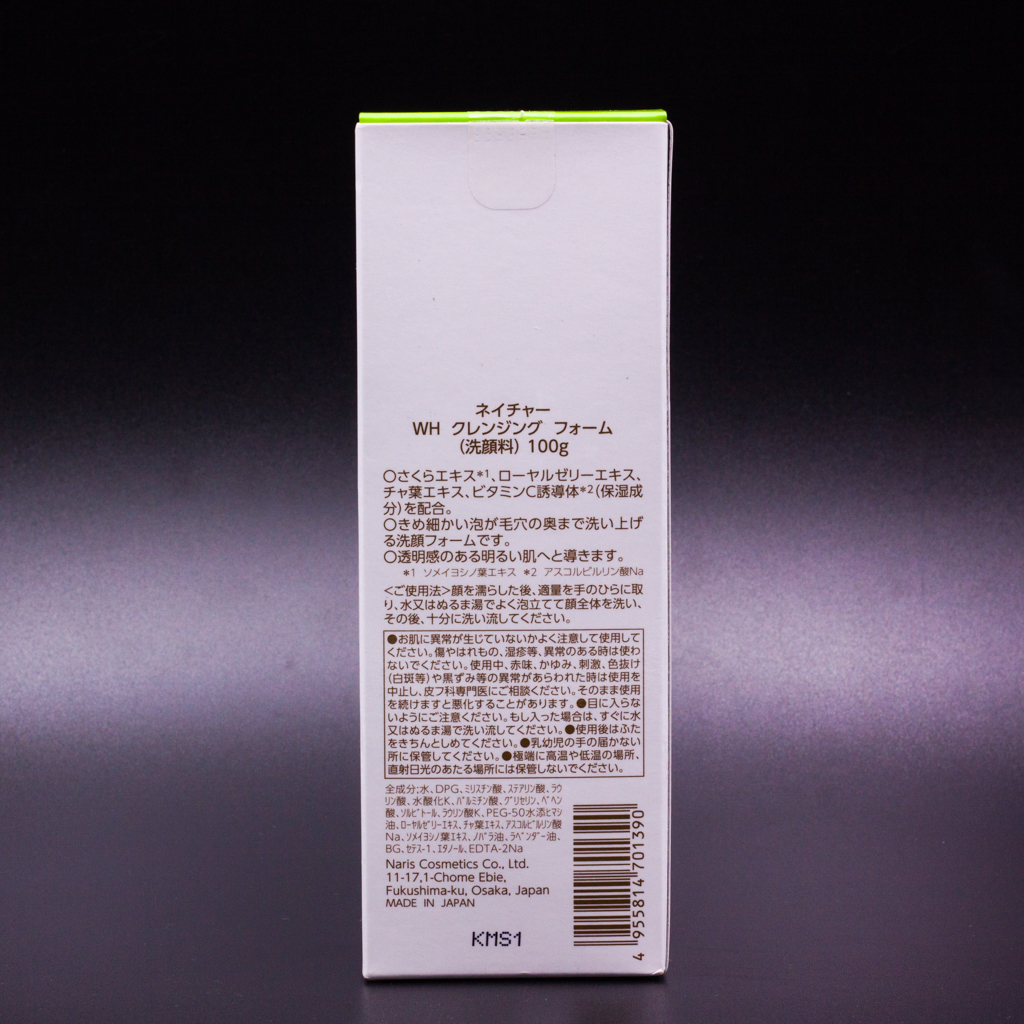 ネイチャー
WH クレンジング フォーム
(洗顔料) 100g
○さくらエキス*1、ローヤルゼリーエキス、
チャ葉エキス、ビタミンC誘導体*2(保湿成
分)を配合。
○きめ細かい泡が毛穴の奥まで洗い上げ
る洗顔フォームです。
○透明感のある明るい肌へと導きます。
*1 ソメイヨシノ葉エキス *2 アスコルビルリン酸Na
<ご使用法>顔を濡らした後、適量を手のひらに取
り、水又はぬるま湯でよく泡立てて顔全体を洗い、
その後、十分に洗い流してください。
●お肌に異常が生じていないかよく注意して使用して
ください。傷やはれもの、湿疹等、異常のある時は使わ
ないでください。使用中、赤味、かゆみ、刺激、色抜け
(白斑等)や黒ずみ等の異常があらわれた時は使用を
中止し、皮フ科専門医にご相談ください。そのまま使用
を続けますと悪化することがあります。●目に入らな
いようにご注意ください。もし入った場合は、すぐに水
又はぬるま湯で洗い流してください。●使用後はふた
をきちんとしめてください。●乳幼児の手の届かない
所に保管してください。●極端に高温や低温の場所、
直射日光のあたる場所には保管しないでください。
全成分:水、DPG、ミリスチン酸、ステアリン酸、ラウ
リン酸、水酸化K、パルミチン酸、グリセリン、ベヘン
酸、ソルビトール、ラウリン酸K、PEG-50水添ヒマシ
油、ローヤルゼリーエキス、チャ葉エキス、アスコルビルリン酸
Na、ソメイヨシノ葉エキス、ノバラ油、ラベンダー油、
BG、セテス-1、エタノール、EDTA-2Na
Naris Cosmetics Co., Ltd.
11-17,1-Chome Ebie,
Fukushima-ku, Osaka, Japan
MADE IN JAPAN
KMS1
4 955814 701390